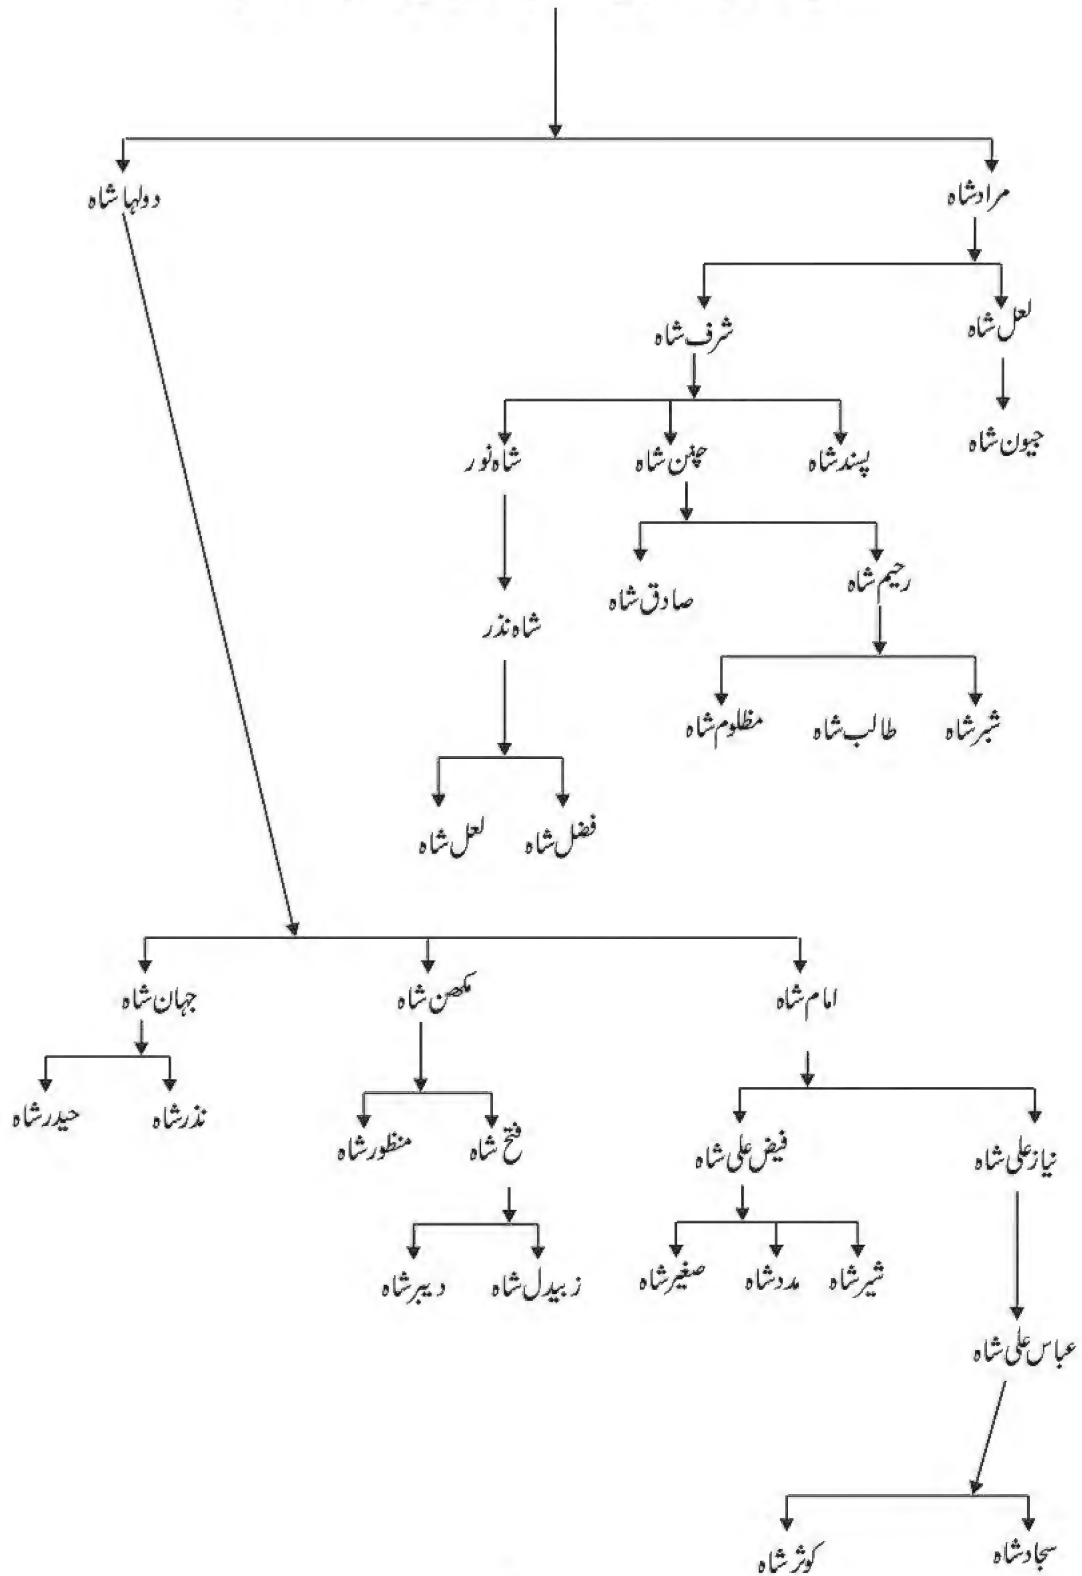 مراد شاہ
دولہا شاہ
لعل شاہ
شرف شاہ
جیون شاہ
پسند شاہ
چنن شاہ
شاہ نور
رحیم شاہ
صادق شاہ
شاہ نذر
شبر شاہ
طالب شاہ
مظلوم شاہ
فضل شاہ
لعل شاہ
امام شاہ
مکھن شاہ
جہان شاہ
نذر شاہ
حیدر شاہ
فتح شاہ
منظور شاہ
نیاز علی شاہ
فیض علی شاہ
شیر شاہ
مدد شاہ
صغیر شاہ
زبیدل شاہ
دیبر شاہ
عباس علی شاہ
سجاد شاہ
کوثر شاہ